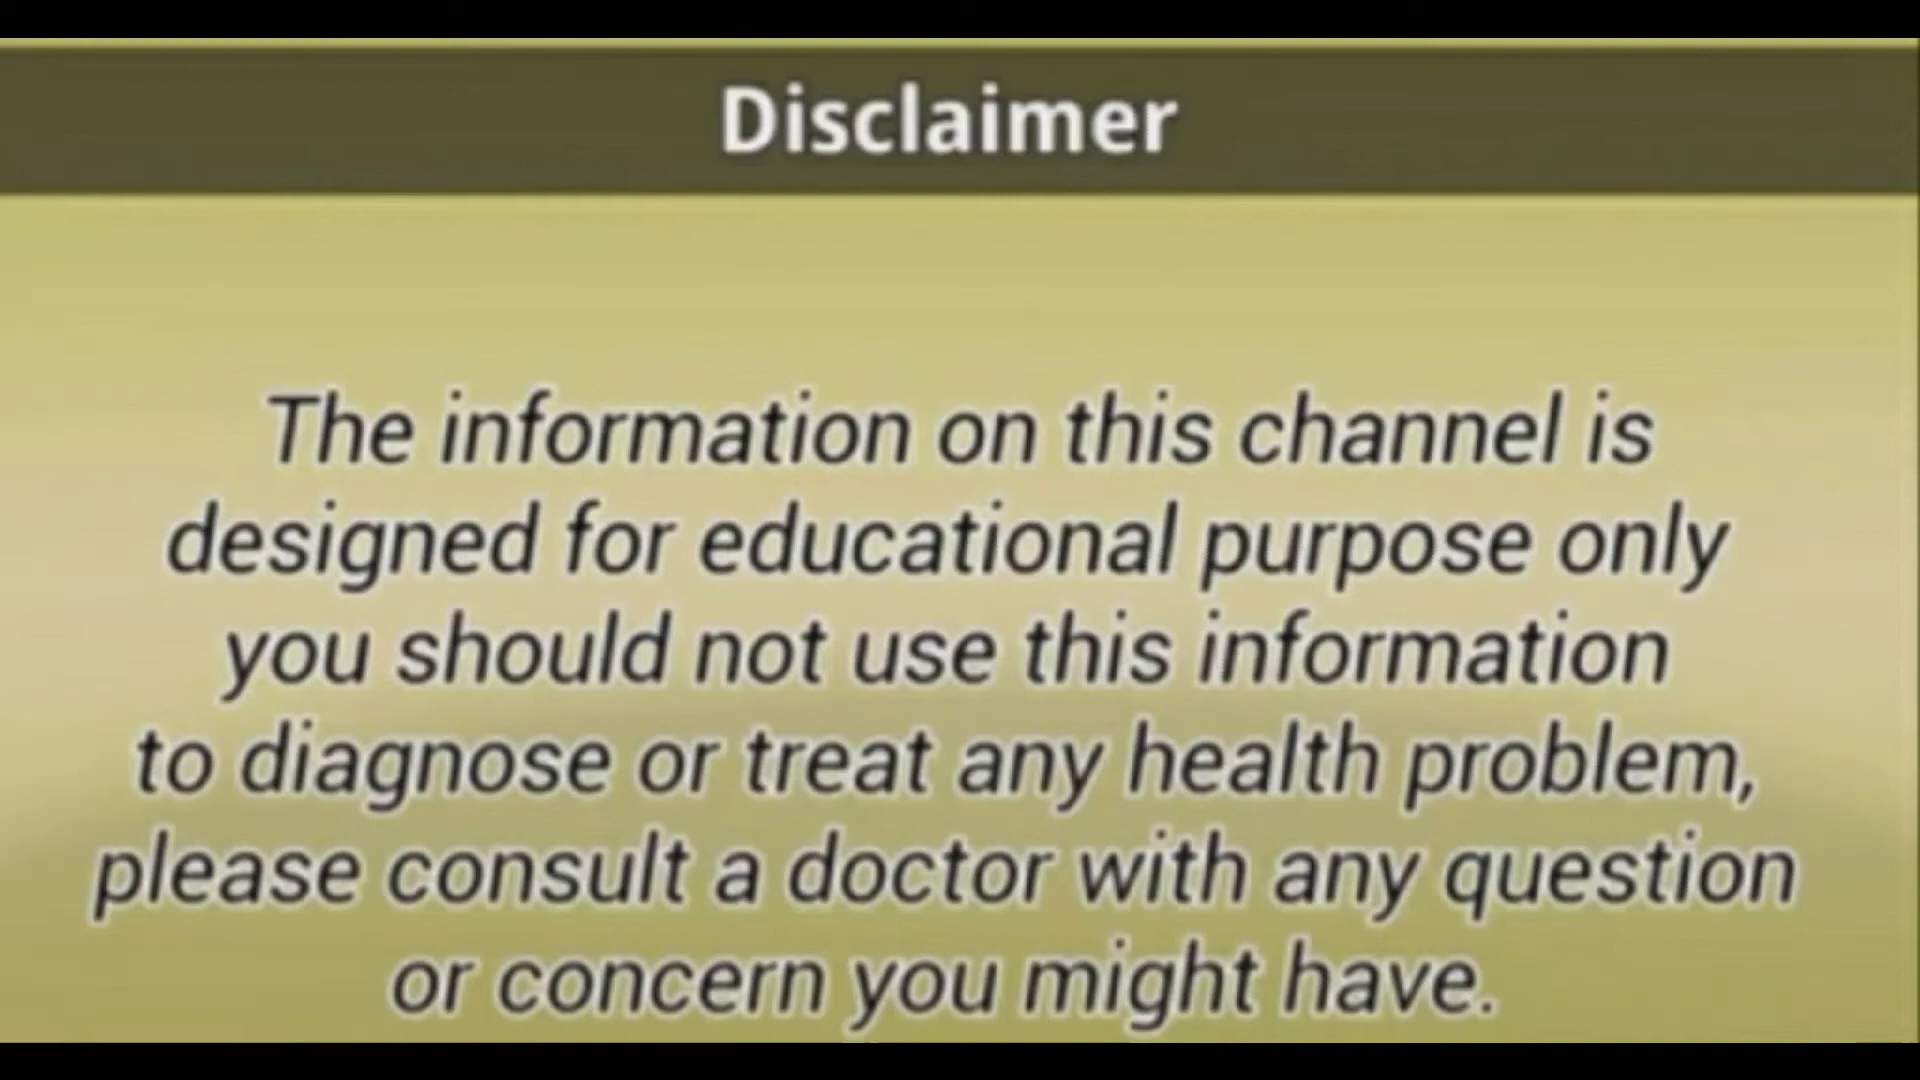 Disclaimer
The information on this channel is
designed for educational purpose only
you should not use this information
to diagnose or treat any health problem,
please consult a doctor with any question
or concern you might have.